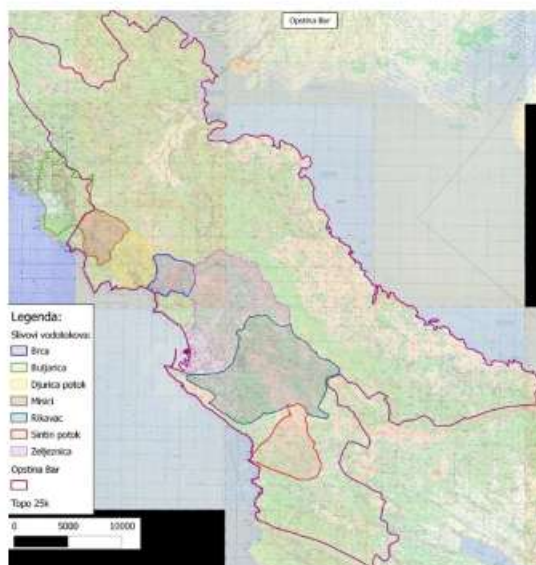 Opstina Bar
Legenda:
Slivovi vodotokova:
Brca
Buljarica
Djurica potok
Misici
Rikavac
Sintin potok
Zeljeznica
Opstina Bar
Topo 25k
0 5000 10000